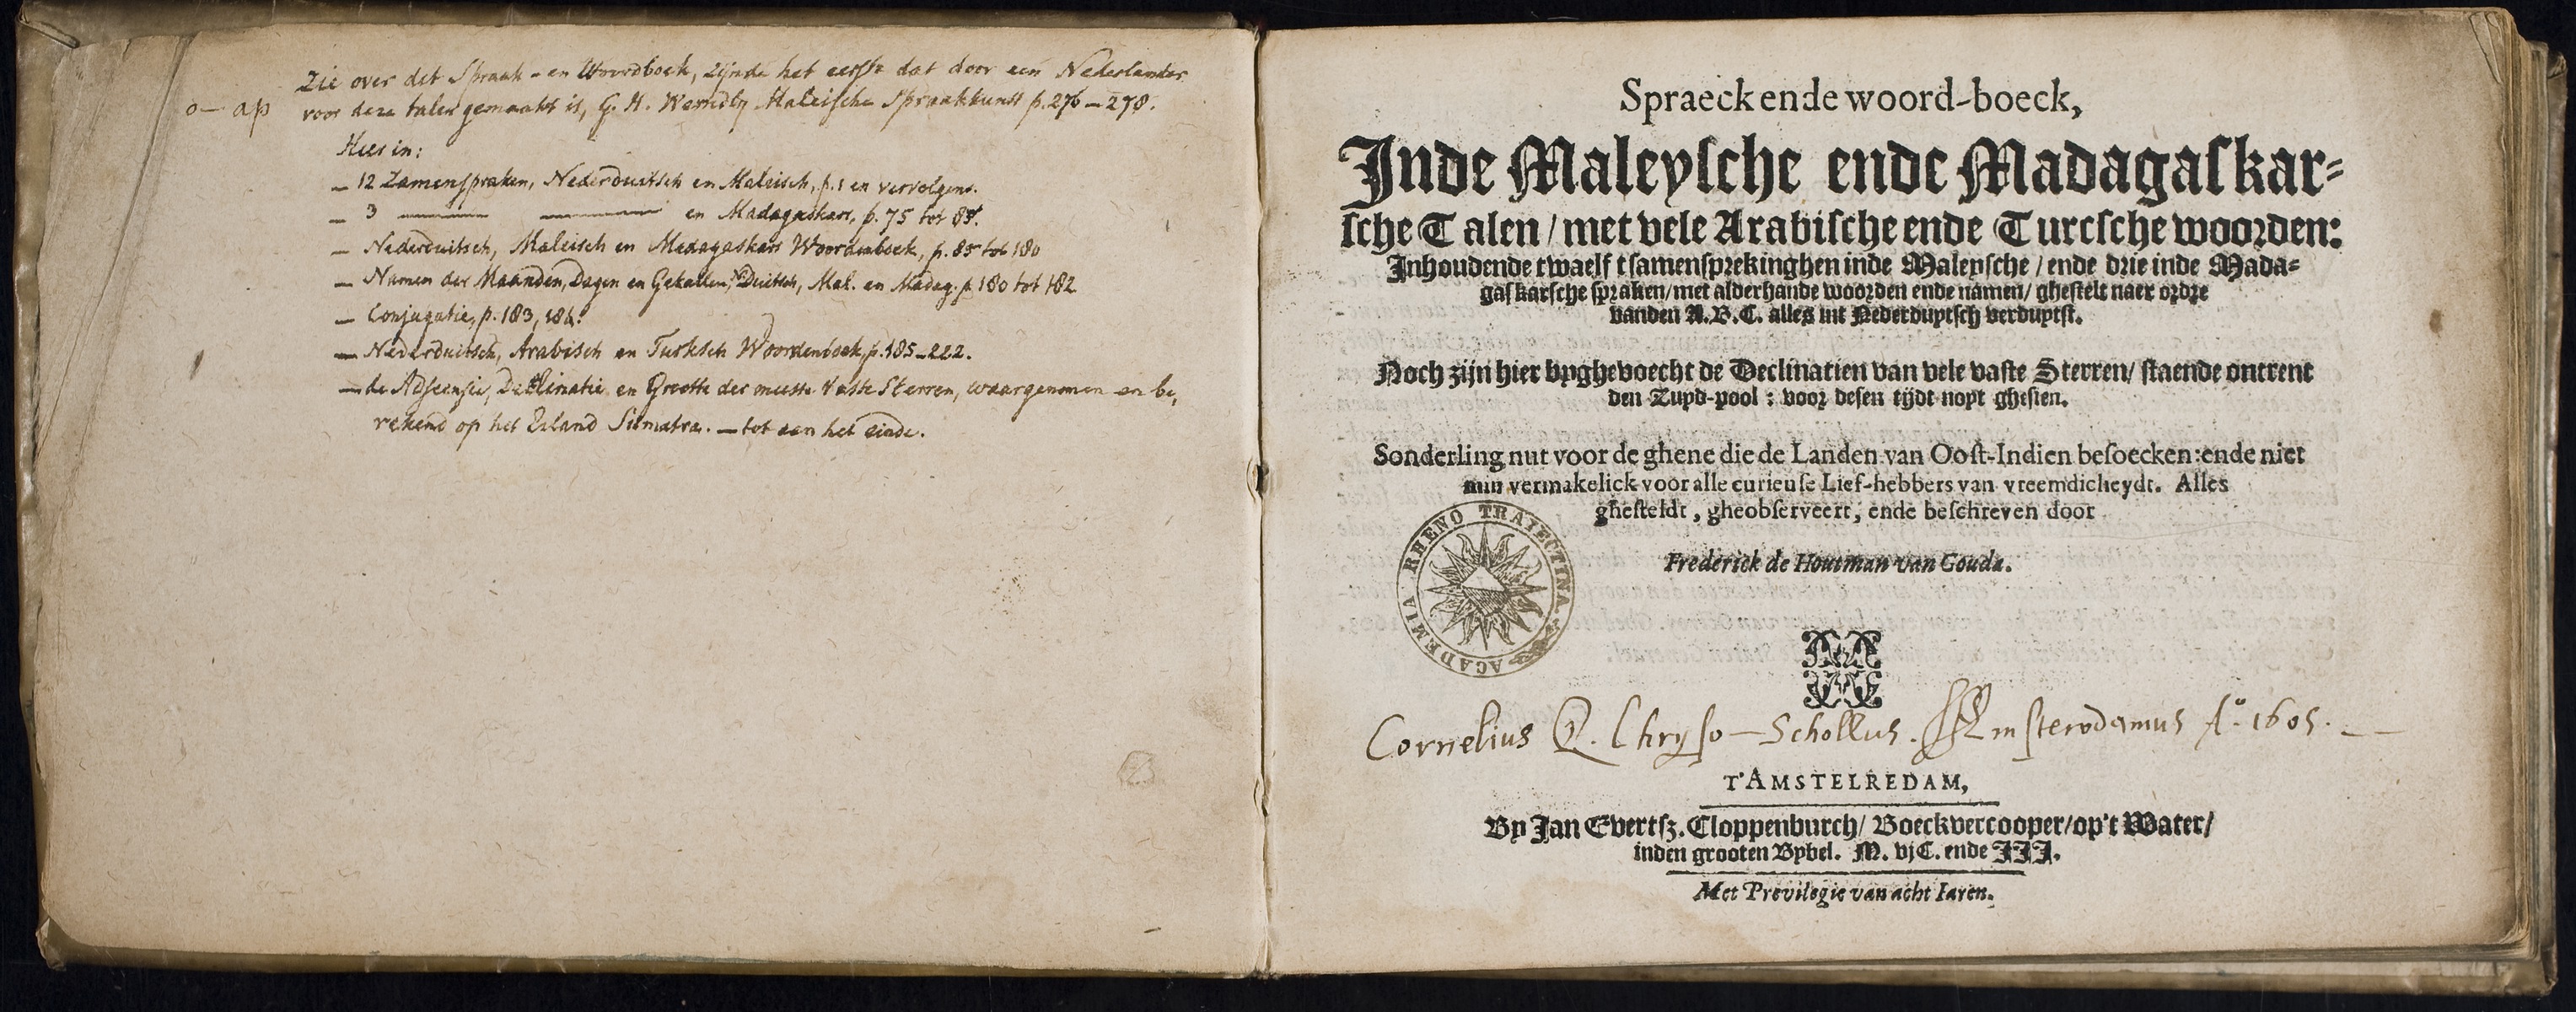 Zie over det Spraak-en Woordboek, zijnde het eerste dat door een Nederlander
o— ap voor deze talen gemaakt is, G. H. Werndly Maleische Spraakkunst p. 276—278.
Hier in:
— 12 Zamenspraken, Nederduitsch en Maleisch, p. 1 en vervolgens.
— 3 —— —— en Madagaskars, p. 75 tot
— Nederduitsch, Maleisch en Madagaskars Woordenboek, p. 85 tot 180
— Namen der Maanden, Dagen en Getallen, NDuitsch, Mal. en Madag. p. 180 tot 182
— Conjugatie, p. 183, 184.
— Nederduitsch, Arabisch en Turksch Woordenboek, p. 185—222.
— de Adscensie, Declinatie en Grootte der meeste Vaste Sterren, waargenomen en be,
rekend op het Eiland Sumatra. — tot aen het einde.
Spraeck ende woord-boeck,
Inde Maleysche ende Madagaskar-
sche Talen / met vele Arabische ende Turcsche woorden:
Inhoudende twaelf tsamensprekinghen inde Maleysche / ende drie inde Mada-
gaskarsche spraken / met alderhande woorden ende namen / ghestelt naer ordre
vanden A.B.C. alles uit Nederduytsch verduytst.
Noch zijn hier byghevoecht de Declinatien van vele vaste Sterren / staende ontrent
den Zuyd-pool : voor desen tijdt noyt ghesien.
Sonderling nut voor de ghene die de Landen van Oost-Indien besoecken: ende niet
min vermakelick voor alle curieuse Lief-hebbers van vreemdicheydt. Alles
ghesteldt, gheobserveert, ende beschreven door
Frederick de Houtman van Gouda.
ACADEMIA RHENO TRAIECTINA
Cornelius Q. Chryso—Schollus. Amsterodamus Aº. 1605.
T'AMSTELREDAM,
By Jan Evertsz. Cloppenburch / Boeckvercooper / op't Water /
inden grooten Bybel. M. vjC. ende III.
Met Previlegie van acht Iaren.